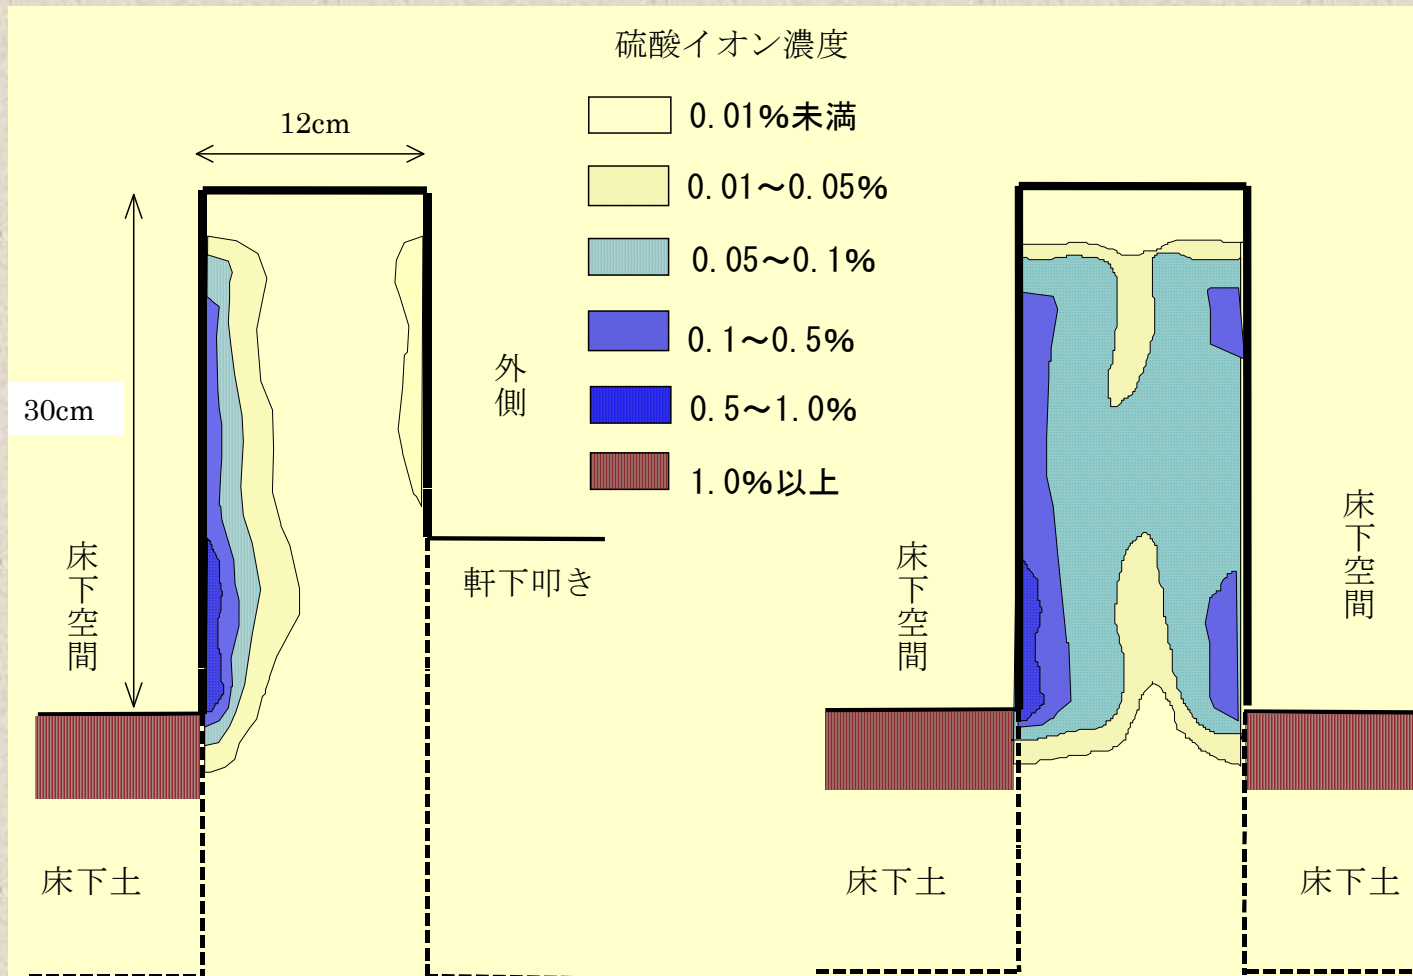 硫酸イオン濃度
12cm
0.01%未満
0.01～0.05%
0.05～0.1%
0.1～0.5%
0.5～1.0%
1.0%以上
30cm
外側
床下空間
軒下叩き
床下空間
床下空間
床下土
床下土
床下土